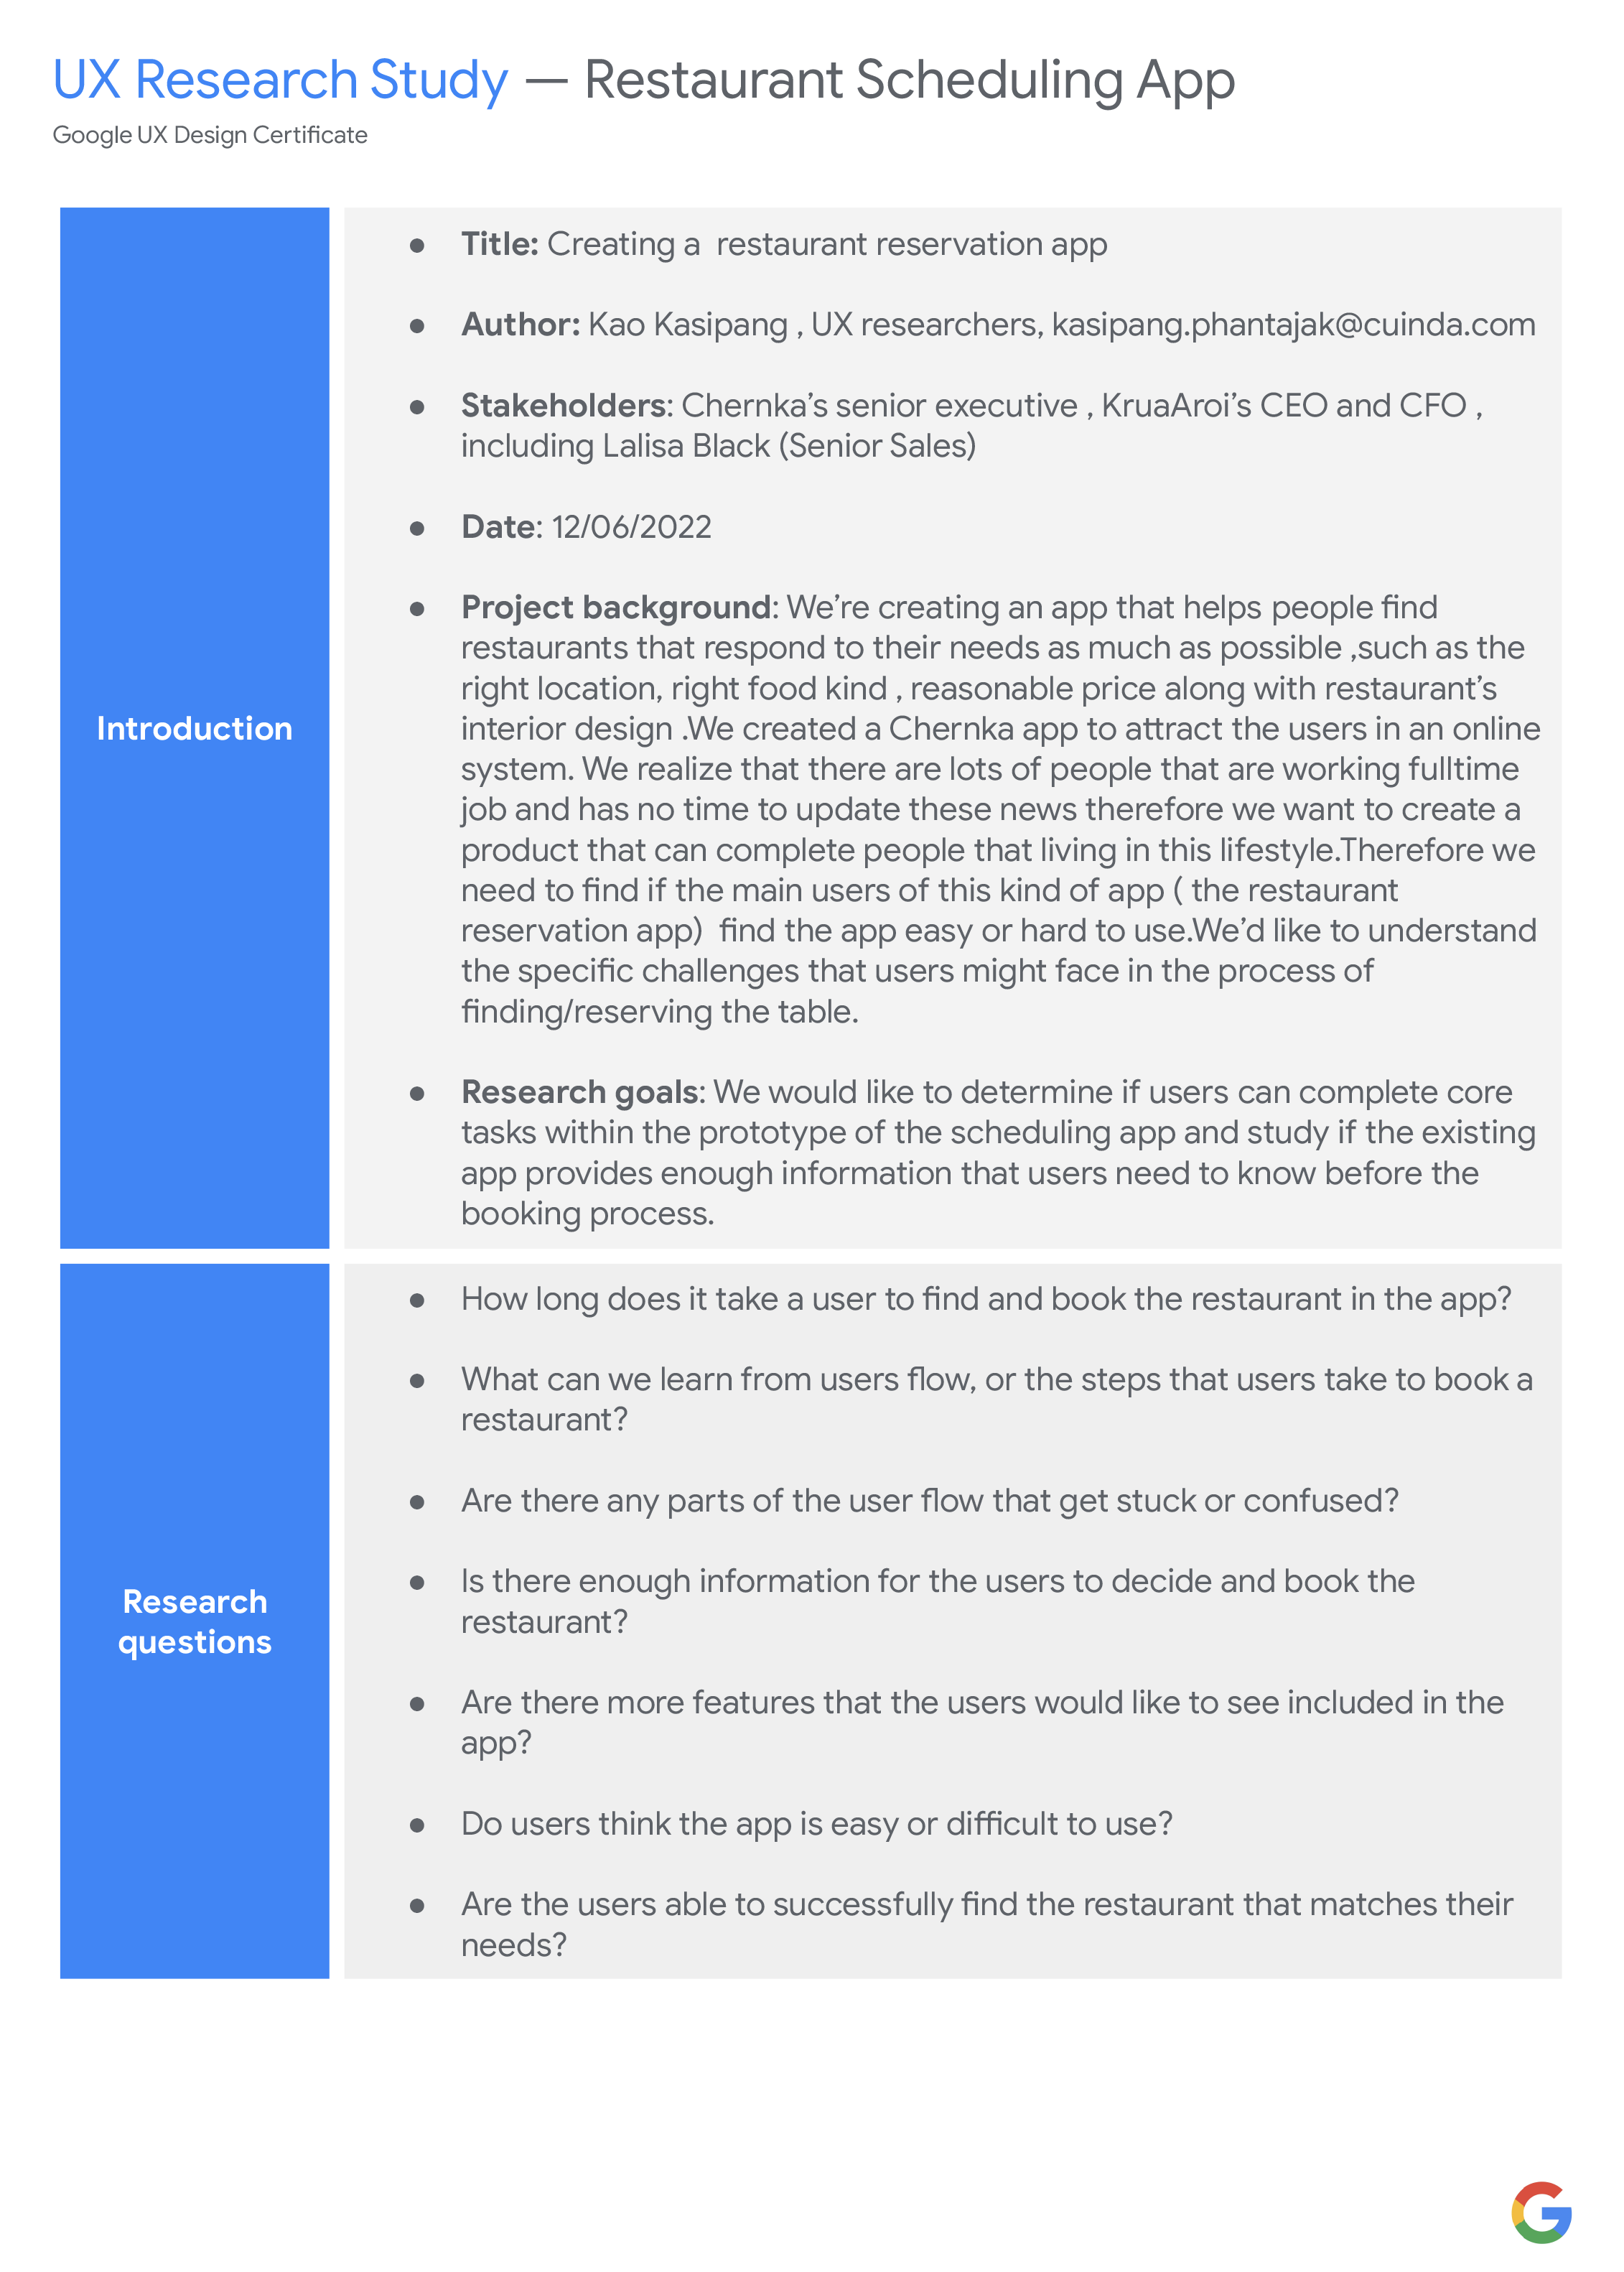 UX Research Study — Restaurant Scheduling App
Google UX Design Certificate
Introduction
● Title: Creating a  restaurant reservation app
● Author: Kao Kasipang , UX researchers, kasipang.phantajak@cuinda.com
● Stakeholders: Chernka’s senior executive , KruaAroi’s CEO and CFO ,
including Lalisa Black (Senior Sales)
● Date: 12/06/2022
● Project background: We’re creating an app that helps people find
restaurants that respond to their needs as much as possible ,such as the
right location, right food kind , reasonable price along with restaurant’s
interior design .We created a Chernka app to attract the users in an online
system. We realize that there are lots of people that are working fulltime
job and has no time to update these news therefore we want to create a
product that can complete people that living in this lifestyle.Therefore we
need to find if the main users of this kind of app ( the restaurant
reservation app)  find the app easy or hard to use.We’d like to understand
the specific challenges that users might face in the process of
finding/reserving the table.
● Research goals: We would like to determine if users can complete core
tasks within the prototype of the scheduling app and study if the existing
app provides enough information that users need to know before the
booking process.
Research
questions
● How long does it take a user to find and book the restaurant in the app?
● What can we learn from users flow, or the steps that users take to book a
restaurant?
● Are there any parts of the user flow that get stuck or confused?
● Is there enough information for the users to decide and book the
restaurant?
● Are there more features that the users would like to see included in the
app?
● Do users think the app is easy or difficult to use?
● Are the users able to successfully find the restaurant that matches their
needs?